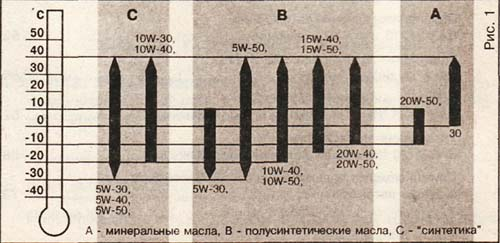 С
50
40
30
20
10
0
-10
-20
-30
-40
С
В
А
10W-30,
10W-40,
5W-50,
15W-40,
15W-50,
20W-50,
30
5W-30,
5W-40,
5W-50,
5W-30,
10W-40,
10W-50;
20W-40,
20W-50,
Рис. 1
А - минеральные масла, В - полусинтетические масла, С - "синтетика"